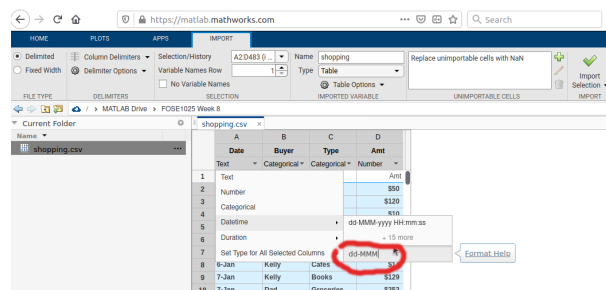 https://matlab.mathworks.com
Search
HOME PLOTS APPS IMPORT
Delimited Column Delimiters Selection/History A2:D483 (i ... Name shopping Replace unimportable cells with NaN
Fixed Width Delimiter Options Variable Names Row 1 Type Table Import
No Variable Names Table Options Selection
FILE TYPE DELIMITERS SELECTION IMPORTED VARIABLE UNIMPORTABLE CELLS IMPORT
/ › MATLAB Drive › FOSE1025 Week 8
Current Folder shopping.csv ×
Name A B C D
shopping.csv ... Date Buyer Type Amt
Text Categorical Categorical Number
1 Text Amt
2 Number $50
3 Categorical $120
4 $10
5 Datetime dd-MMM-yyyy HH:mm:ss
6 Duration + 15 more
7 Set Type for All Selected Columns dd-MMM Format Help
8 6-Jan Kelly Cafes
9 7-Jan Kelly Books $129
10 7-Jan Dad Groceries $252